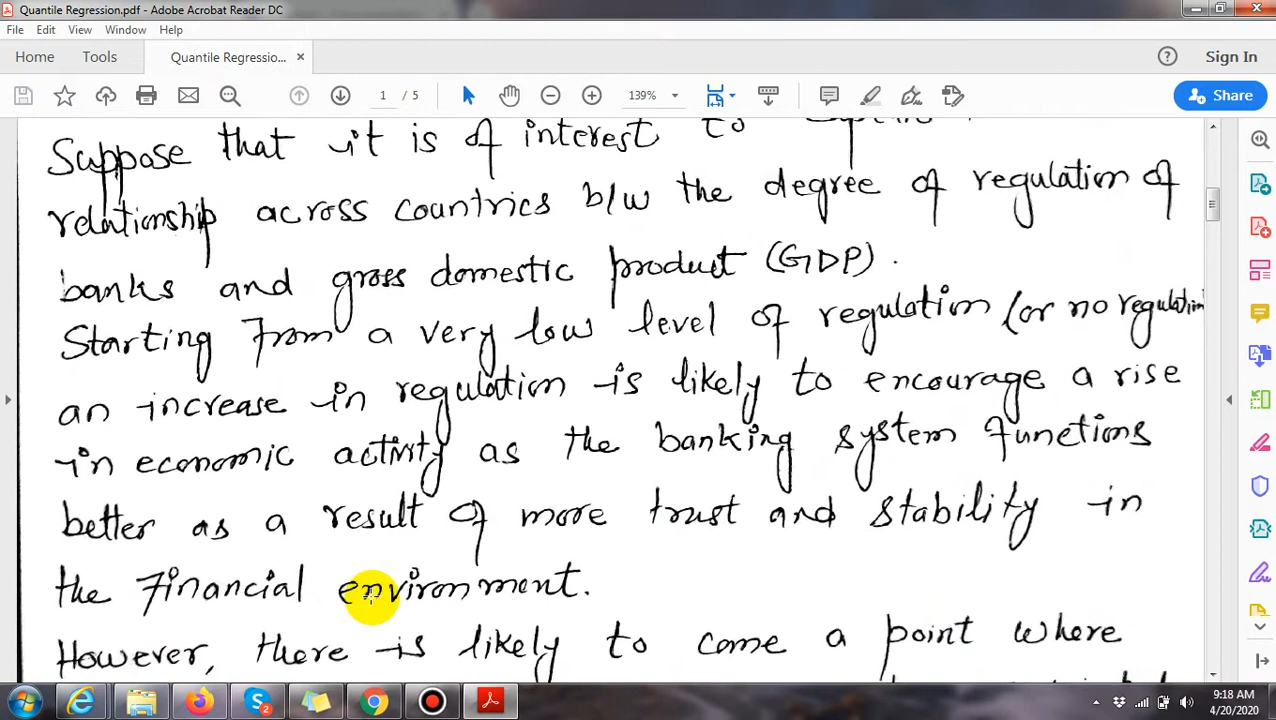 Quantile Regression.pdf - Adobe Acrobat Reader DC
File Edit View Window Help
Home Tools Quantile Regressio... × Sign In
1 / 5 139% Share
Suppose that it is of interest to
relationship across countries b/w the degree of regulation of
banks and gross domestic product (GDP).
Starting From a very low level of regulation (or no regulation
an increase in regulation is likely to encourage a rise
in economic activity as the banking system functions
better as a result of more trust and stability in
the Financial environment.
However, there is likely to come a point where
9:18 AM
4/20/2020